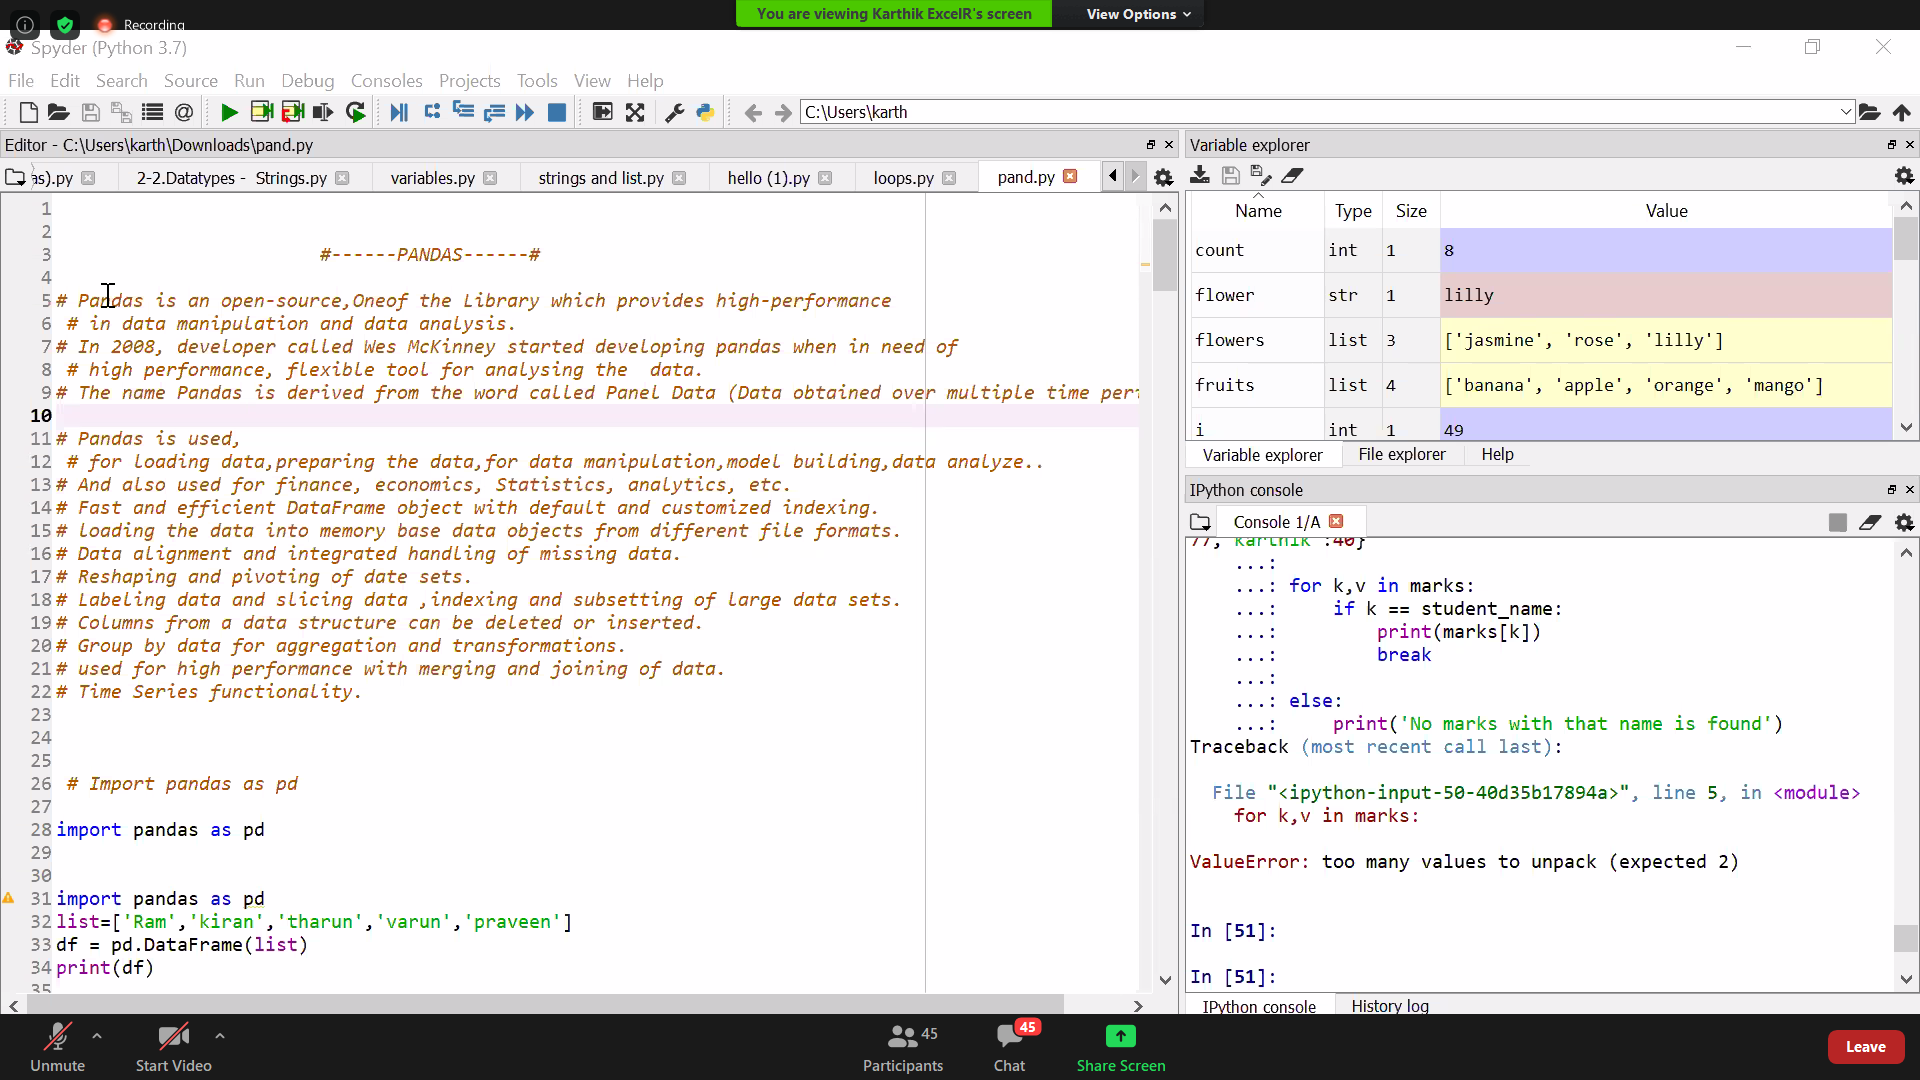 Recording
You are viewing Karthik ExcelR's screen
View Options
Spyder (Python 3.7)
File Edit Search Source Run Debug Consoles Projects Tools View Help
C:\Users\karth
Editor - C:\Users\karth\Downloads\pand.py
as).py
2-2.Datatypes - Strings.py
variables.py
strings and list.py
hello (1).py
loops.py
pand.py
1
2
3 #------PANDAS------#
4
5 # Pandas is an open-source,Oneof the Library which provides high-performance
6 # in data manipulation and data analysis.
7 # In 2008, developer called Wes McKinney started developing pandas when in need of
8 # high performance, flexible tool for analysing the  data.
9 # The name Pandas is derived from the word called Panel Data (Data obtained over multiple time per
10
11 # Pandas is used,
12 # for loading data,preparing the data,for data manipulation,model building,data analyze..
13 # And also used for finance, economics, Statistics, analytics, etc.
14 # Fast and efficient DataFrame object with default and customized indexing.
15 # loading the data into memory base data objects from different file formats.
16 # Data alignment and integrated handling of missing data.
17 # Reshaping and pivoting of date sets.
18 # Labeling data and slicing data ,indexing and subsetting of large data sets.
19 # Columns from a data structure can be deleted or inserted.
20 # Group by data for aggregation and transformations.
21 # used for high performance with merging and joining of data.
22 # Time Series functionality.
23
24
25
26 # Import pandas as pd
27
28 import pandas as pd
29
30
31 import pandas as pd
32 list=['Ram','kiran','tharun','varun','praveen']
33 df = pd.DataFrame(list)
34 print(df)
35
Variable explorer
Name Type Size Value
count int 1 8
flower str 1 lilly
flowers list 3 ['jasmine', 'rose', 'lilly']
fruits list 4 ['banana', 'apple', 'orange', 'mango']
i int 1 49
Variable explorer File explorer Help
IPython console
Console 1/A
77, karthik :40}
...:
...: for k,v in marks:
...:     if k == student_name:
...:         print(marks[k])
...:         break
...:
...: else:
...:     print('No marks with that name is found')
Traceback (most recent call last):
File "<ipython-input-50-40d35b17894a>", line 5, in <module>
for k,v in marks:
ValueError: too many values to unpack (expected 2)
In [51]:
In [51]:
IPython console History log
Unmute
Start Video
45
Participants
45
Chat
Share Screen
Leave